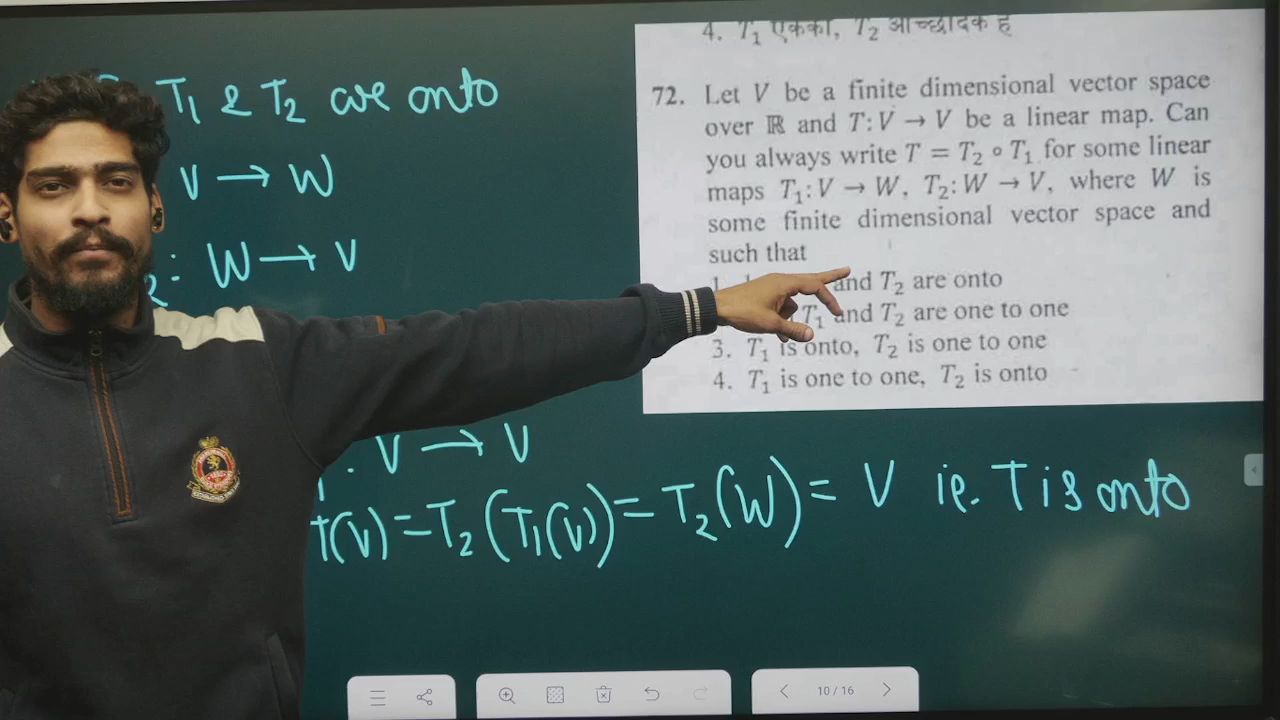 T₁ & T₂ are onto
V → W
: W → V
. V → V
T(V) = T₂(T₁(V)) = T₂(W) = V ie. T is onto
4. T₁ एकैकी, T₂ आच्छादक है
72. Let V be a finite dimensional vector space
over ℝ and T: V → V be a linear map. Can
you always write T = T₂ ∘ T₁ for some linear
maps T₁: V → W, T₂: W → V, where W is
some finite dimensional vector space and
such that
1. and T₂ are onto
T₁ and T₂ are one to one
3. T₁ is onto, T₂ is one to one
4. T₁ is one to one, T₂ is onto
10/16